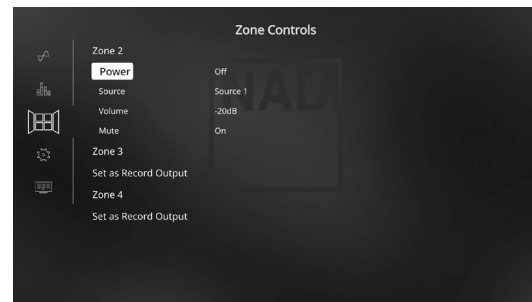 Zone Controls
Zone 2
Power Off
Source Source 1
Volume -20dB
Mute On
Zone 3
Set as Record Output
Zone 4
Set as Record Output
NAD